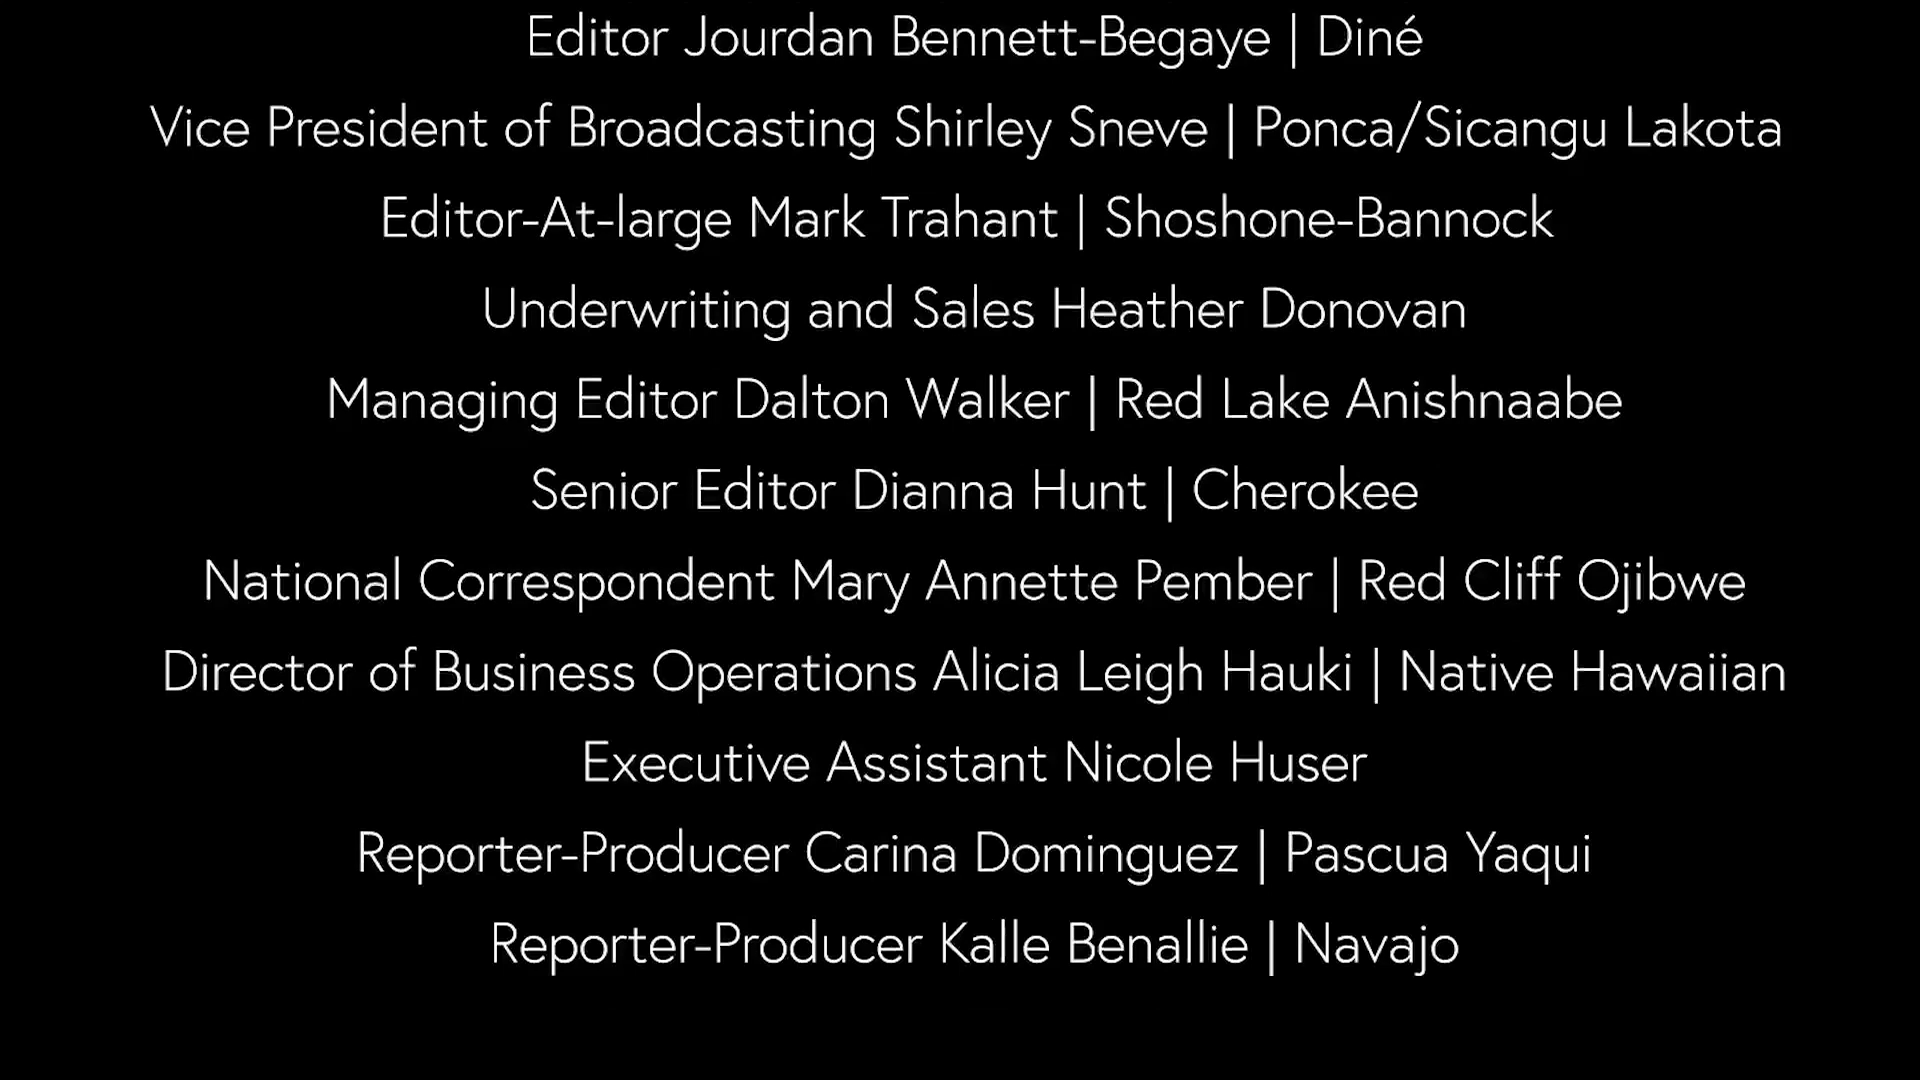 Editor Jourdan Bennett-Begaye | Diné
Vice President of Broadcasting Shirley Sneve | Ponca/Sicangu Lakota
Editor-At-large Mark Trahant | Shoshone-Bannock
Underwriting and Sales Heather Donovan
Managing Editor Dalton Walker | Red Lake Anishnaabe
Senior Editor Dianna Hunt | Cherokee
National Correspondent Mary Annette Pember | Red Cliff Ojibwe
Director of Business Operations Alicia Leigh Hauki | Native Hawaiian
Executive Assistant Nicole Huser
Reporter-Producer Carina Dominguez | Pascua Yaqui
Reporter-Producer Kalle Benallie | Navajo